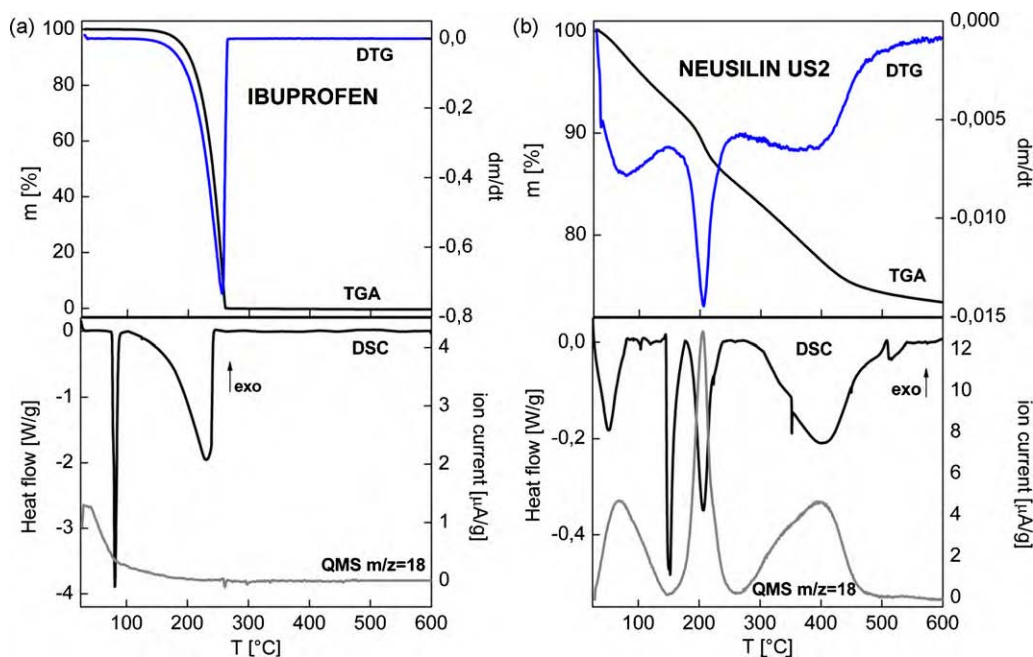 (a)
100
80
60
40
20
0
m [%]
0,0
-0,2
-0,4
-0,6
-0,8
dm/dt
DTG
IBUPROFEN
TGA
0
-1
-2
-3
-4
Heat flow [W/g]
4
3
2
1
0
ion current [µA/g]
DSC
exo
QMS m/z=18
100 200 300 400 500 600
T [°C]
(b)
100
90
80
m [%]
0,000
-0,005
-0,010
-0,015
dm/dt
NEUSILIN US2
DTG
TGA
0,0
-0,2
-0,4
Heat flow [W/g]
12
10
8
6
4
2
0
ion current [µA/g]
DSC
exo
QMS m/z=18
100 200 300 400 500 600
T [°C]